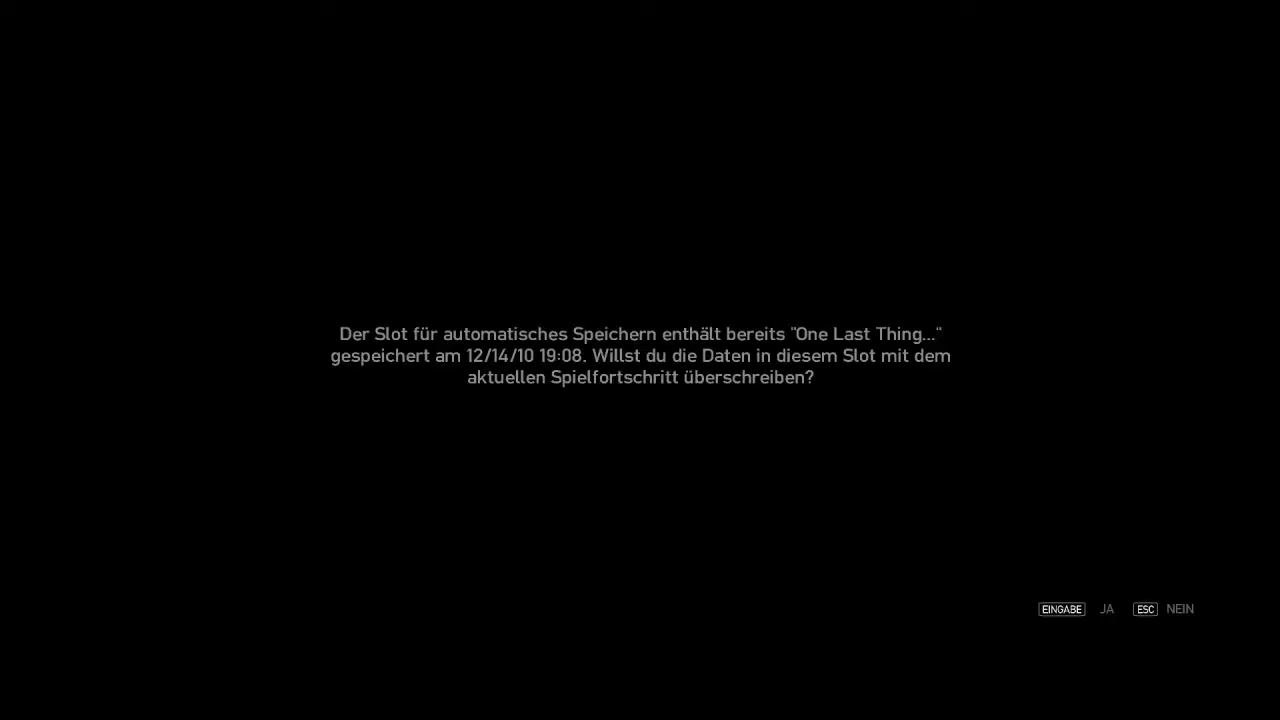 Der Slot für automatisches Speichern enthält bereits "One Last Thing..."
gespeichert am 12/14/10 19:08. Willst du die Daten in diesem Slot mit dem
aktuellen Spielfortschritt überschreiben?
EINGABE JA ESC NEIN